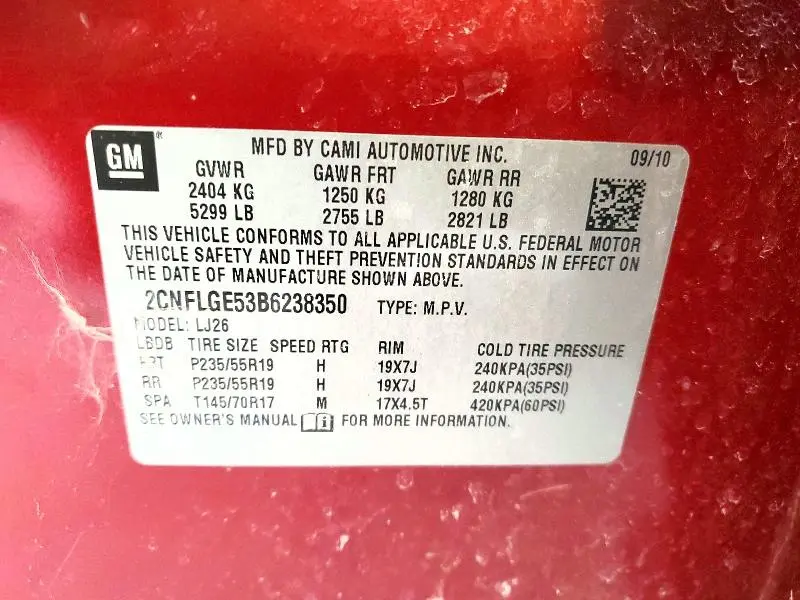 GM ® MFD BY CAMI AUTOMOTIVE INC. 09/10
GVWR GAWR FRT GAWR RR
2404 KG 1250 KG 1280 KG
5299 LB 2755 LB 2821 LB
THIS VEHICLE CONFORMS TO ALL APPLICABLE U.S. FEDERAL MOTOR
VEHICLE SAFETY AND THEFT PREVENTION STANDARDS IN EFFECT ON
THE DATE OF MANUFACTURE SHOWN ABOVE.
2CNFLGE53B6238350 TYPE: M.P.V.
MODEL: LJ26
LBDB TIRE SIZE SPEED RTG RIM COLD TIRE PRESSURE
FRT P235/55R19 H 19X7J 240KPA(35PSI)
RR P235/55R19 H 19X7J 240KPA(35PSI)
SPA T145/70R17 M 17X4.5T 420KPA(60PSI)
SEE OWNER'S MANUAL i FOR MORE INFORMATION.